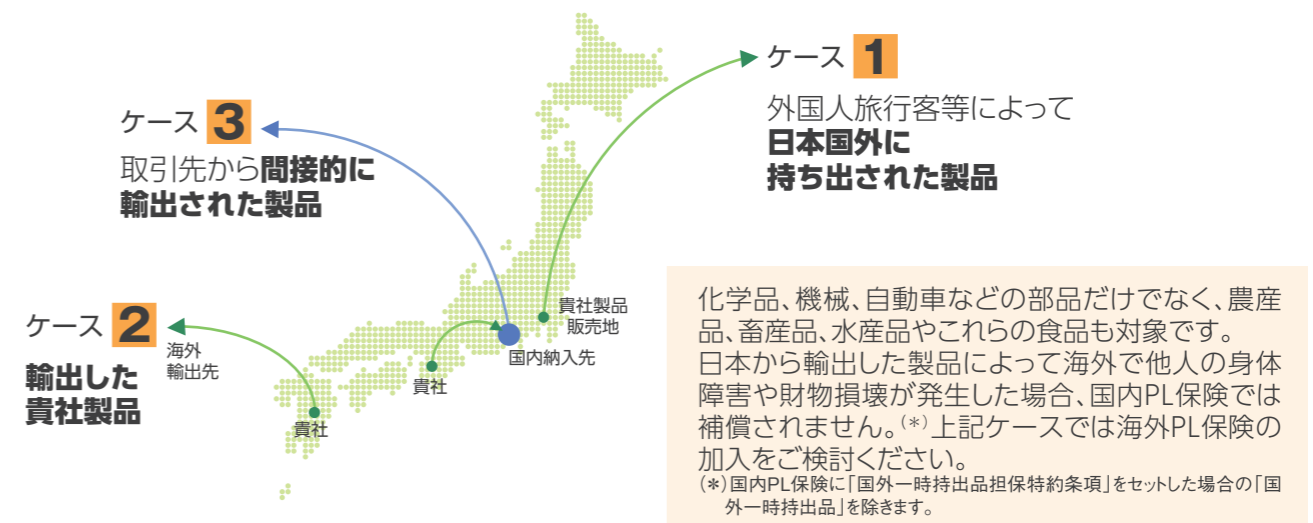 ケース 1
外国人旅行客等によって
日本国外に
持ち出された製品
ケース 3
取引先から間接的に
輸出された製品
ケース 2
輸出した
貴社製品
海外
輸出先
貴社
貴社
国内納入先
貴社製品
販売地
化学品、機械、自動車などの部品だけでなく、農産
品、畜産品、水産品やこれらの食品も対象です。
日本から輸出した製品によって海外で他人の身体
障害や財物損壊が発生した場合、国内PL保険では
補償されません。(*)上記ケースでは海外PL保険の
加入をご検討ください。
(*)国内PL保険に「国外一時持出品担保特約条項」をセットした場合の「国
外一時持出品」を除きます。